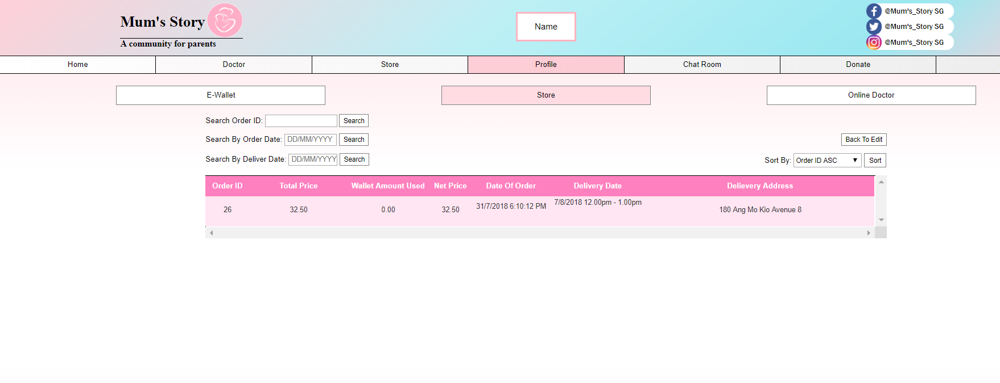 Mum's Story
A community for parents
Name
@Mum's_Story SG
@Mum's_Story SG
@Mum's_Story SG
Home Doctor Store Profile Chat Room Donate
E-Wallet Store Online Doctor
Search Order ID: Search
Search By Order Date: DD/MM/YYYY Search Back To Edit
Search By Deliver Date: DD/MM/YYYY Search Sort By: Order ID ASC Sort
Order ID Total Price Wallet Amount Used Net Price Date Of Order Delivery Date Delievery Address
26 32.50 0.00 32.50 31/7/2018 6:10:12 PM 7/8/2018 12.00pm - 1.00pm 180 Ang Mo Kio Avenue 8